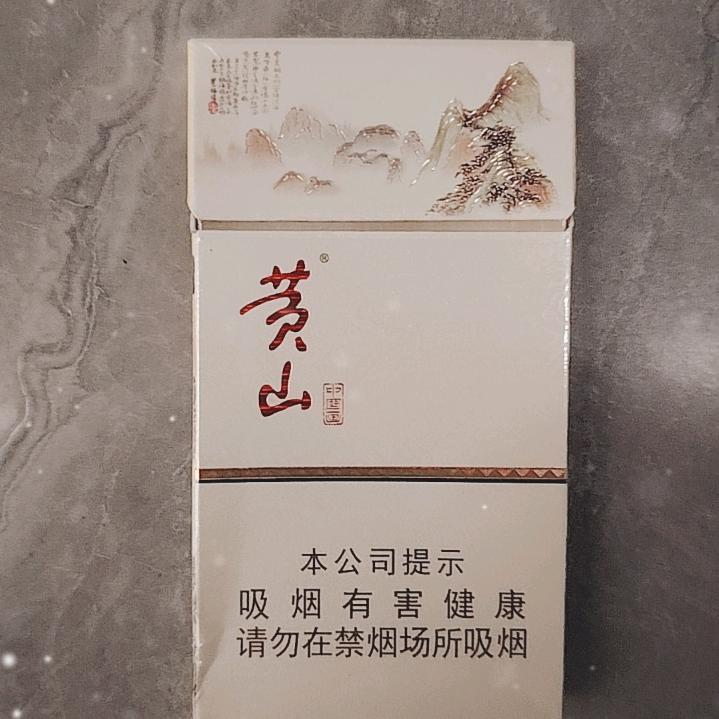 黄山®
中国画
本公司提示
吸烟有害健康
请勿在禁烟场所吸烟